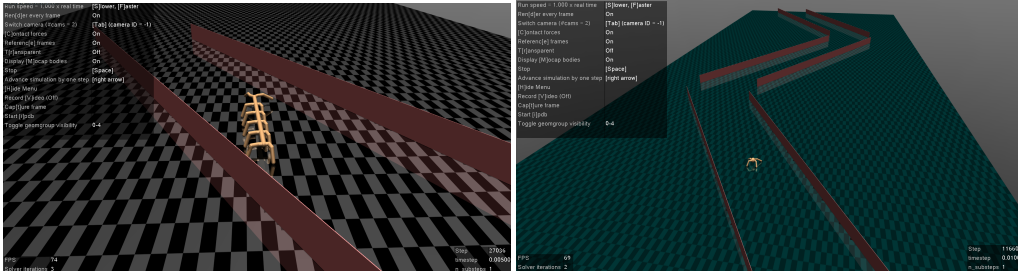 Run speed = 1.000 x real time [S]lower, [F]aster
Ren[d]er every frame On
Switch camera (#cams = 2) [Tab] (camera ID = -1)
[C]ontact forces On
Referenc[e] frames On
T[r]ansparent Off
Display [M]ocap bodies On
Stop [Space]
Advance simulation by one step [right arrow]
[H]ide Menu
Record [V]ideo (Off)
Cap[t]ure frame
Start [i]pdb
Toggle geomgroup visibility 0-4
FPS 74
Solver iterations 3
Step 27036
timestep 0.00500
n_substeps 1
Run speed = 1.000 x real time [S]lower, [F]aster
Ren[d]er every frame On
Switch camera (#cams = 2) [Tab] (camera ID = -1)
[C]ontact forces On
Referenc[e] frames On
T[r]ansparent Off
Display [M]ocap bodies On
Stop [Space]
Advance simulation by one step [right arrow]
[H]ide Menu
Record [V]ideo (Off)
Cap[t]ure frame
Start [i]pdb
Toggle geomgroup visibility 0-4
FPS 69
Solver iterations 2
Step 1166
timestep 0.010
n_substeps 1